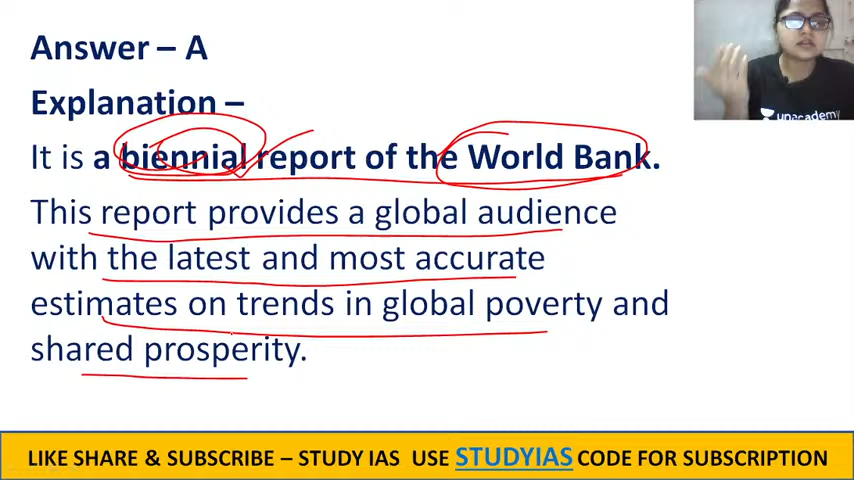 Answer – A
Explanation –
It is a biennial report of the World Bank.
This report provides a global audience
with the latest and most accurate
estimates on trends in global poverty and
shared prosperity.
unacademy
LIKE SHARE & SUBSCRIBE – STUDY IAS USE STUDYIAS CODE FOR SUBSCRIPTION